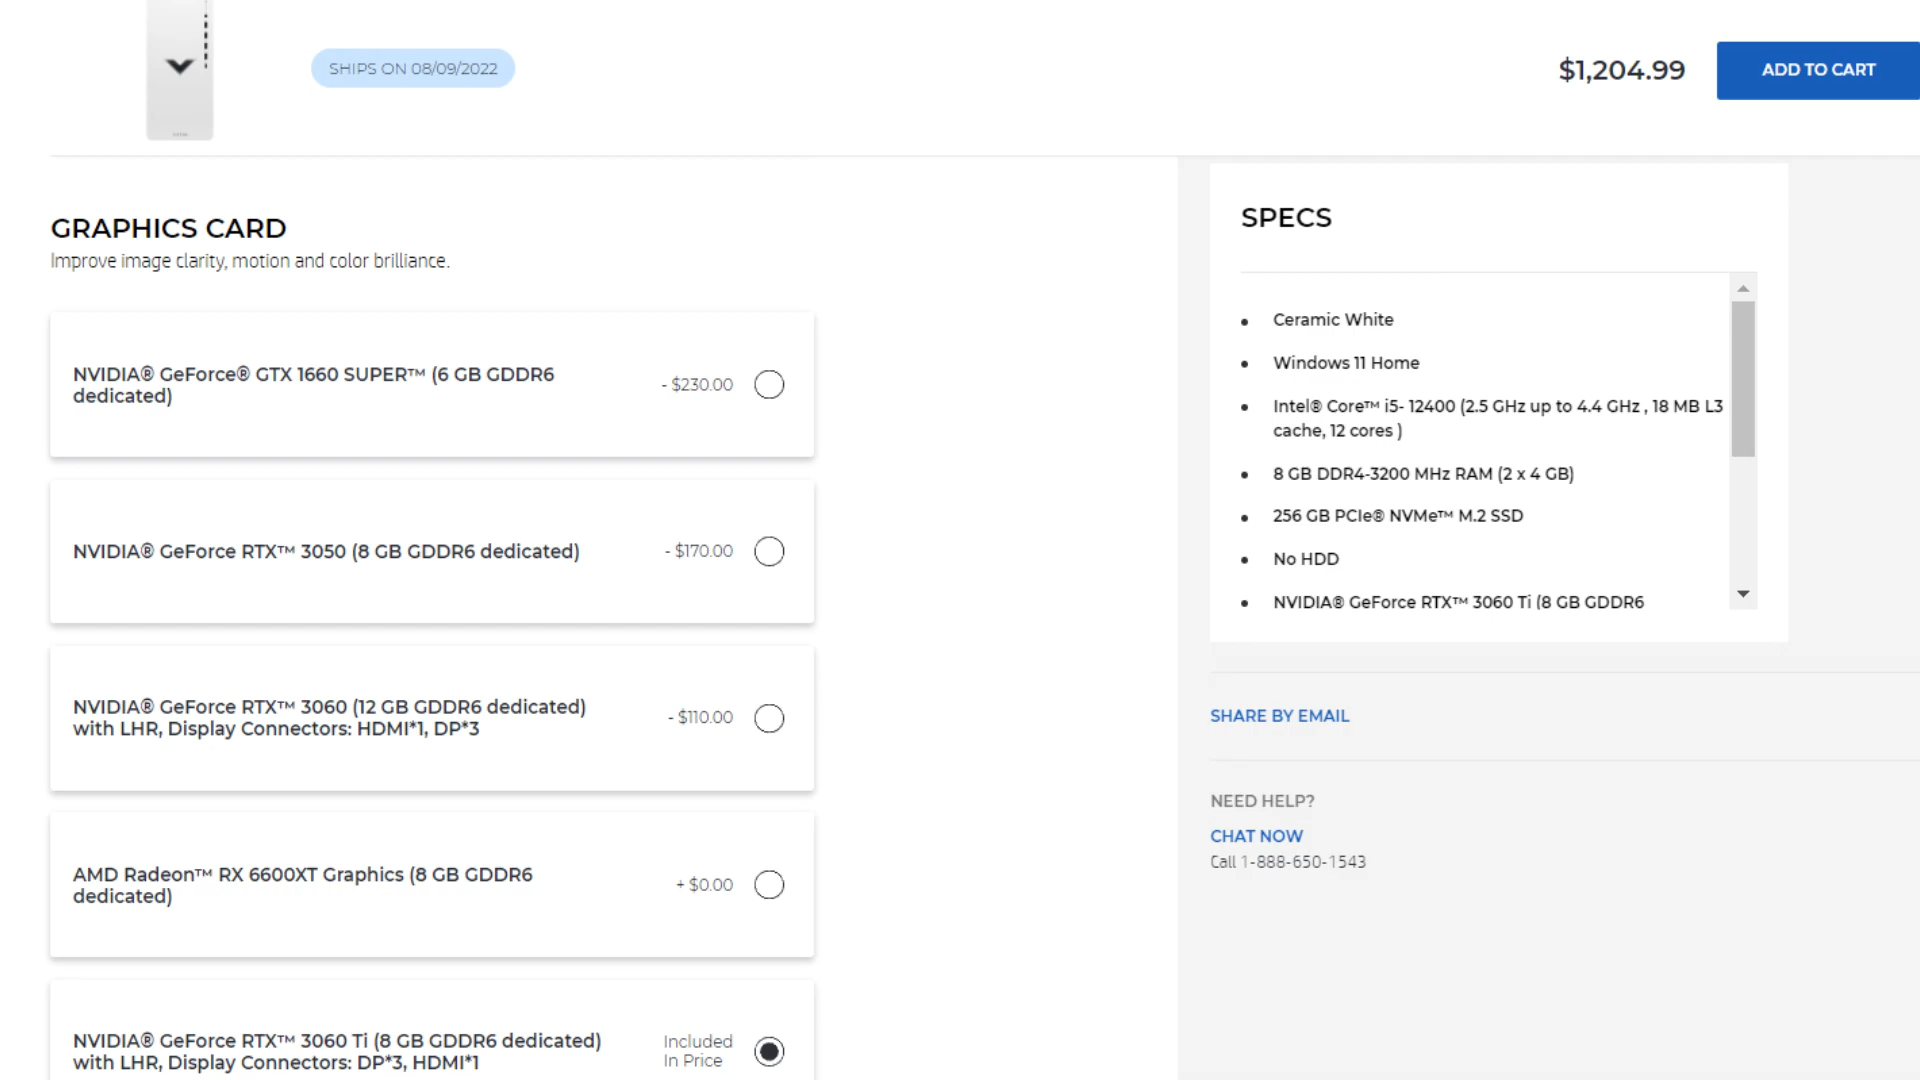 SHIPS ON 08/09/2022
$1,204.99
ADD TO CART
GRAPHICS CARD
Improve image clarity, motion and color brilliance.
NVIDIA® GeForce® GTX 1660 SUPER™ (6 GB GDDR6
dedicated)
- $230.00
NVIDIA® GeForce RTX™ 3050 (8 GB GDDR6 dedicated)
- $170.00
NVIDIA® GeForce RTX™ 3060 (12 GB GDDR6 dedicated)
with LHR, Display Connectors: HDMI*1, DP*3
- $110.00
AMD Radeon™ RX 6600XT Graphics (8 GB GDDR6
dedicated)
+ $0.00
NVIDIA® GeForce RTX™ 3060 Ti (8 GB GDDR6 dedicated)
with LHR, Display Connectors: DP*3, HDMI*1
Included
In Price
SPECS
Ceramic White
Windows 11 Home
Intel® Core™ i5- 12400 (2.5 GHz up to 4.4 GHz , 18 MB L3
cache, 12 cores )
8 GB DDR4-3200 MHz RAM (2 x 4 GB)
256 GB PCIe® NVMe™ M.2 SSD
No HDD
NVIDIA® GeForce RTX™ 3060 Ti (8 GB GDDR6
SHARE BY EMAIL
NEED HELP?
CHAT NOW
Call 1-888-650-1543